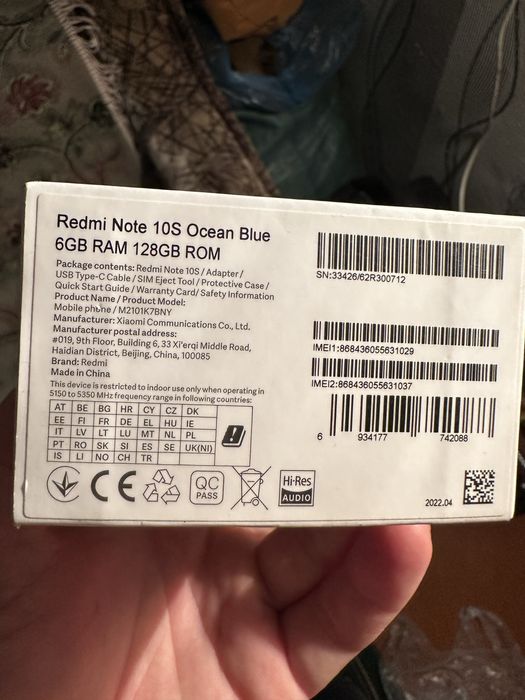 Redmi Note 10S Ocean Blue
6GB RAM 128GB ROM
Package contents: Redmi Note 10S / Adapter /
USB Type-C Cable / SIM Eject Tool / Protective Case /
Quick Start Guide / Warranty Card / Safety Information
Product Name / Product Model:
Mobile phone / M2101K7BNY
Manufacturer: Xiaomi Communications Co., Ltd.
Manufacturer postal address:
#019, 9th Floor, Building 6, 33 Xi'erqi Middle Road,
Haidian District, Beijing, China, 100085
Brand: Redmi
Made in China
This device is restricted to indoor use only when operating in
5150 to 5350 MHz frequency range in following countries:
AT BE BG HR CY CZ DK
EE FI FR DE EL HU IE
IT LV LT LU MT NL PL
PT RO SK SI ES SE UK(NI)
IS LI NO CH TR
CE
QC
PASS
Hi-Res
AUDIO
SN:33426/62R300712
IMEI1:868436055631029
IMEI2:868436055631037
6 934177 742088
2022.04